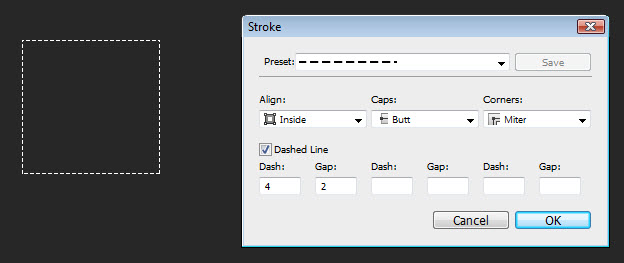 Stroke
Preset:
Save
Align: Caps: Corners:
Inside Butt Miter
Dashed Line
Dash: Gap: Dash: Gap: Dash: Gap:
4 2
Cancel OK